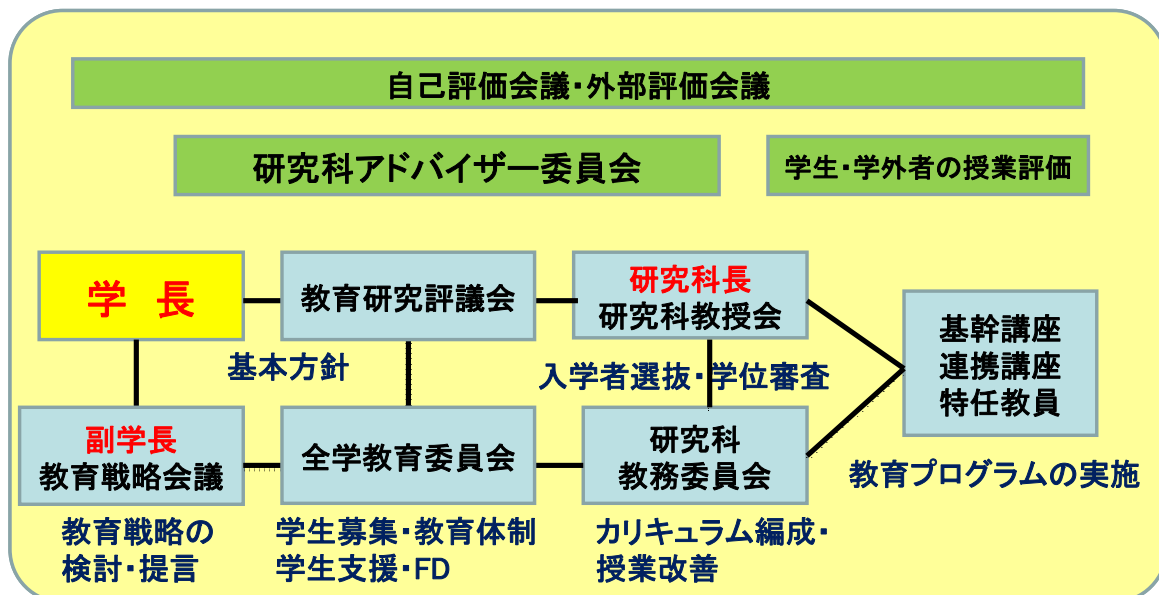 自己評価会議・外部評価会議
研究科アドバイザー委員会
学生・学外者の授業評価
学　長
教育研究評議会
研究科長
研究科教授会
基幹講座
連携講座
特任教員
基本方針
入学者選抜・学位審査
副学長
教育戦略会議
全学教育委員会
研究科
教務委員会
教育プログラムの実施
教育戦略の
検討・提言
学生募集・教育体制
学生支援・FD
カリキュラム編成・
授業改善